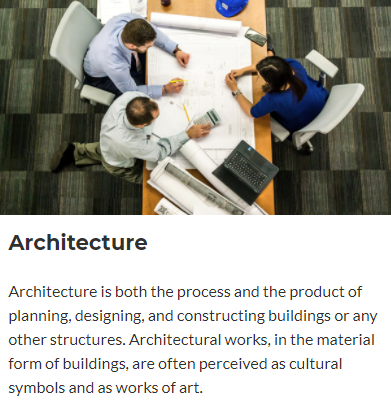 Architecture
Architecture is both the process and the product of
planning, designing, and constructing buildings or any
other structures. Architectural works, in the material
form of buildings, are often perceived as cultural
symbols and as works of art.